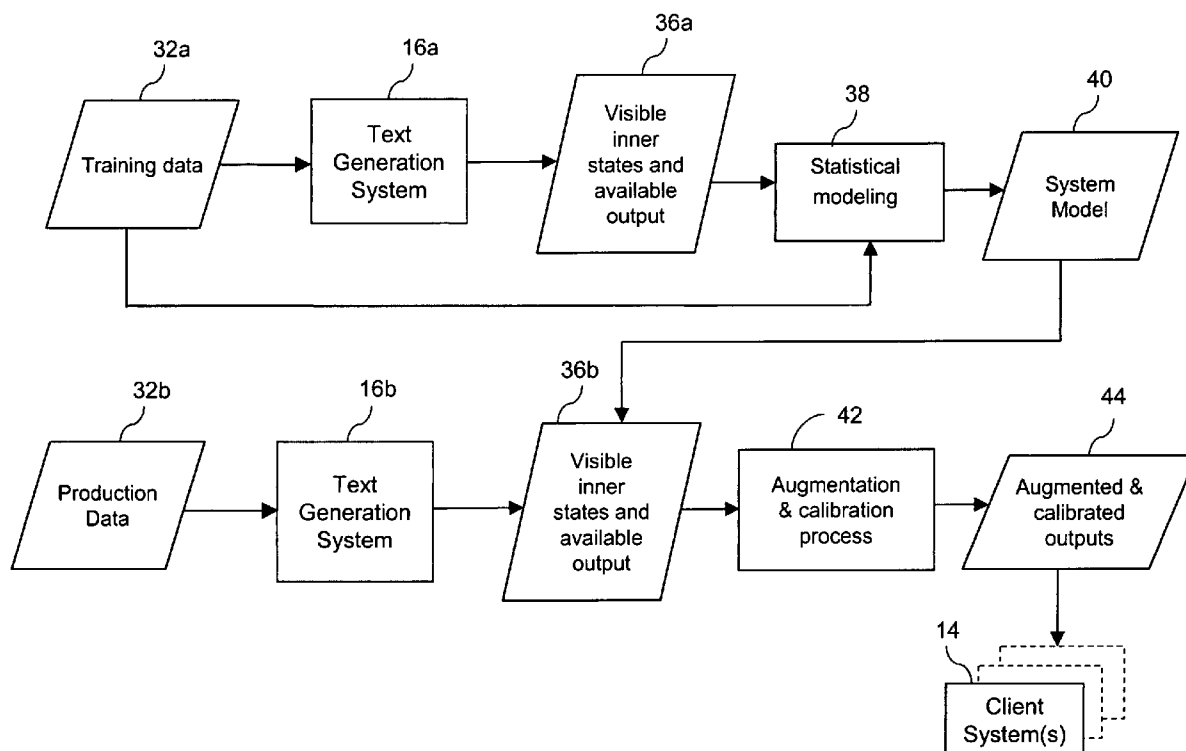 32a
16a
36a
38
40
Training data
Text
Generation
System
Visible
inner
states and
available
output
Statistical
modeling
System
Model
32b
16b
36b
42
44
Production
Data
Text
Generation
System
Visible
inner
states and
available
output
Augmentation
& calibration
process
Augmented &
calibrated
outputs
14
Client
System(s)